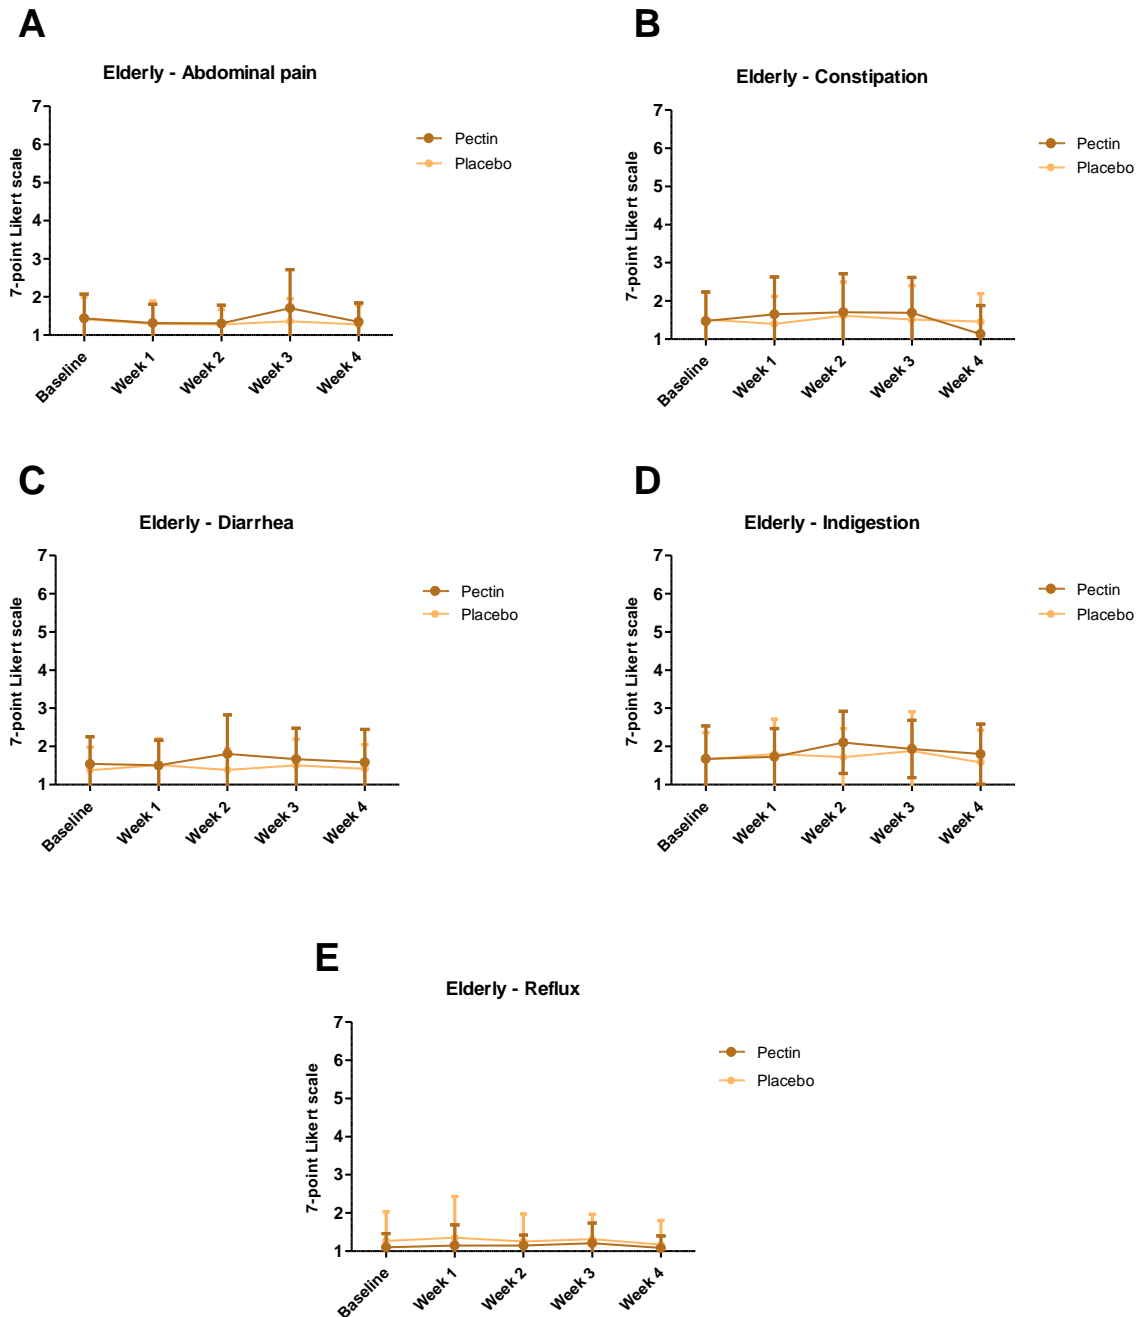 A
Elderly - Abdominal pain
7-point Likert scale
7
6
5
4
3
2
1
Baseline
Week 1
Week 2
Week 3
Week 4
Pectin
Placebo
B
Elderly - Constipation
7-point Likert scale
7
6
5
4
3
2
1
Baseline
Week 1
Week 2
Week 3
Week 4
Pectin
Placebo
C
Elderly - Diarrhea
7-point Likert scale
7
6
5
4
3
2
1
Baseline
Week 1
Week 2
Week 3
Week 4
Pectin
Placebo
D
Elderly - Indigestion
7-point Likert scale
7
6
5
4
3
2
1
Baseline
Week 1
Week 2
Week 3
Week 4
Pectin
Placebo
E
Elderly - Reflux
7-point Likert scale
7
6
5
4
3
2
1
Baseline
Week 1
Week 2
Week 3
Week 4
Pectin
Placebo